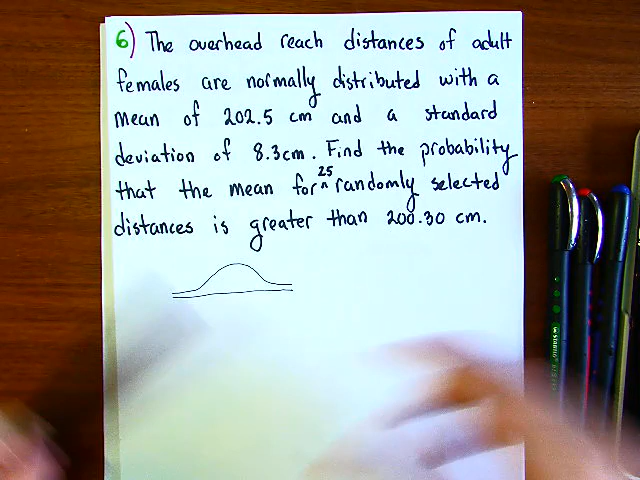 6) The overhead reach distances of adult
females are normally distributed with a
mean of 202.5 cm and a standard
deviation of 8.3cm. Find the probability
that the mean for ^25 randomly selected
distances is greater than 200.30 cm.